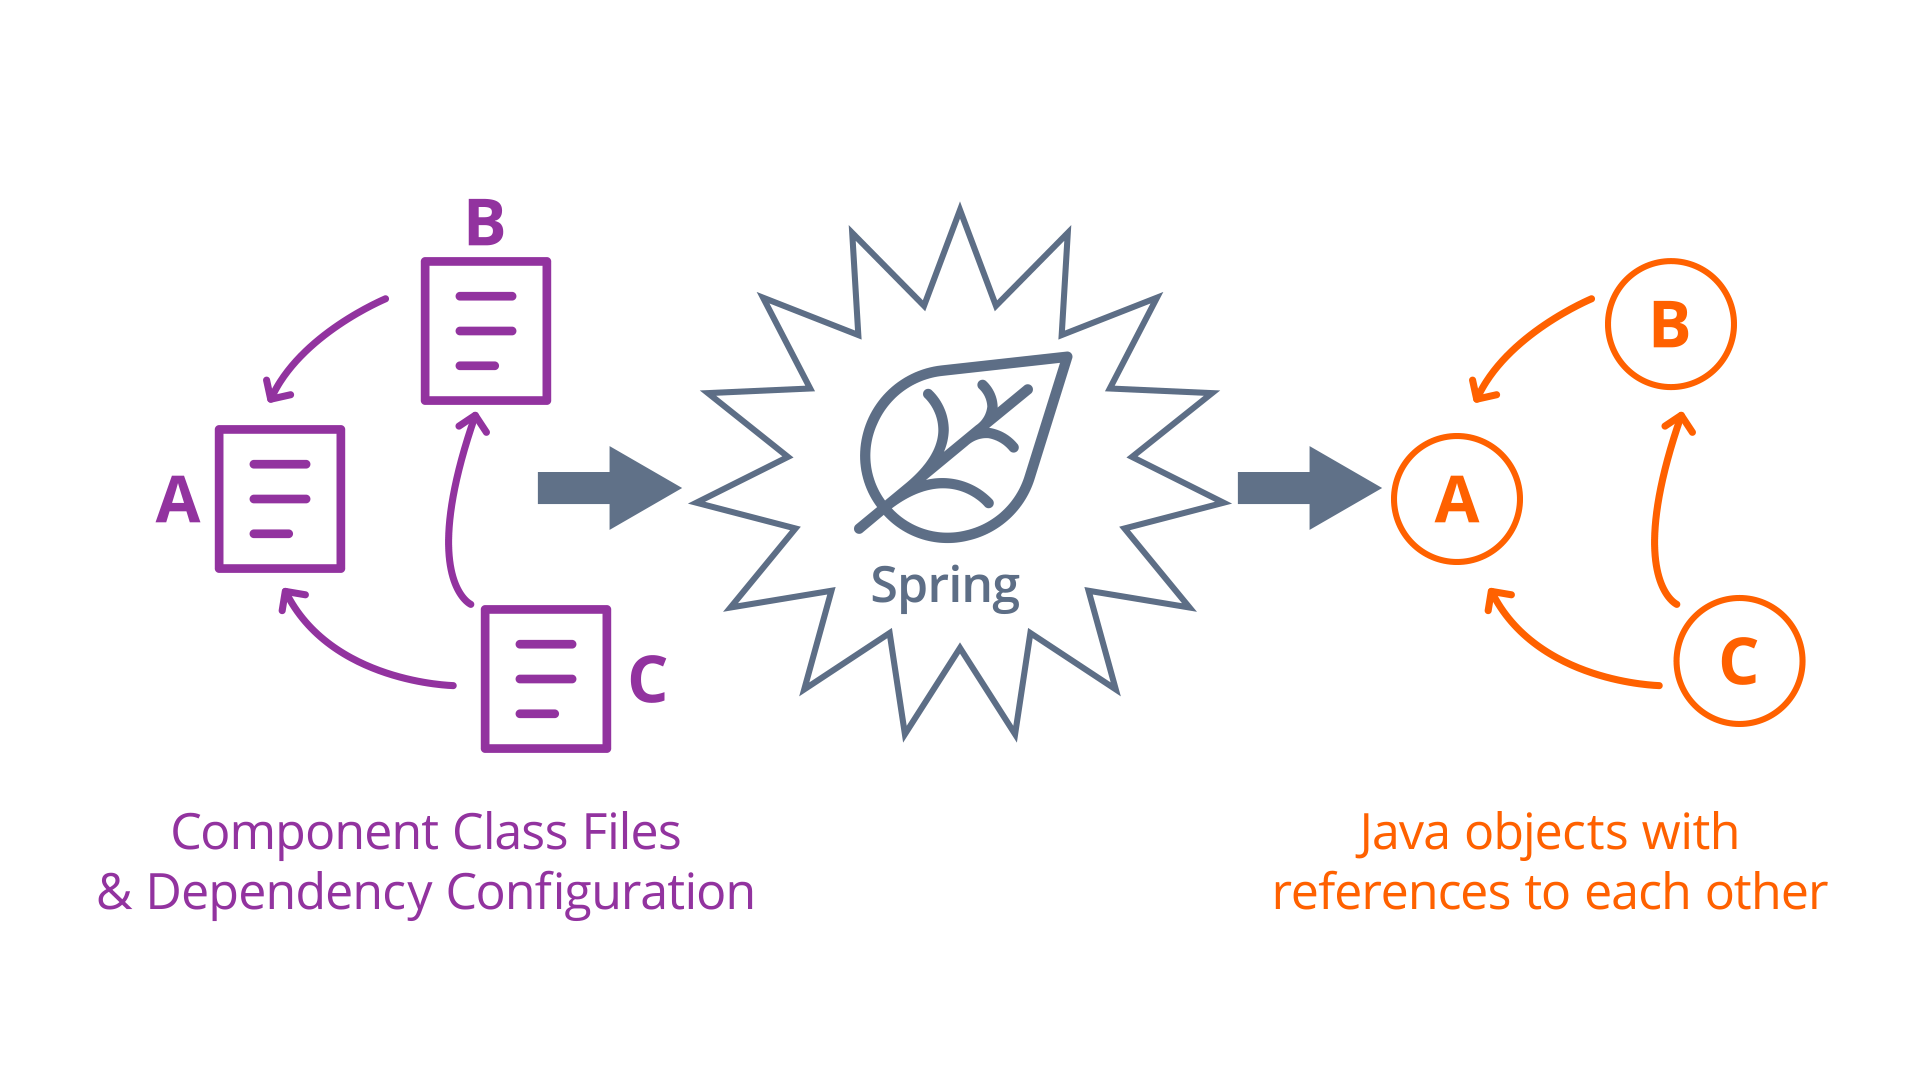 B
A
C
Component Class Files
& Dependency Configuration
Spring
B
A
C
Java objects with
references to each other